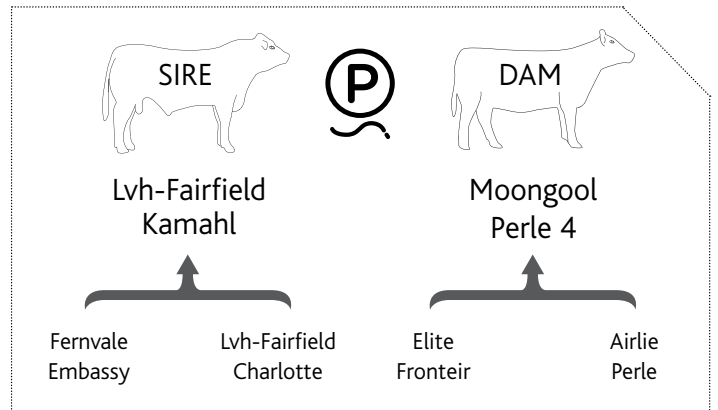 SIRE
P
DAM
Lvh-Fairfield
Kamahl
Moongool
Perle 4
Fernvale
Embassy
Lvh-Fairfield
Charlotte
Elite
Fronteir
Airlie
Perle